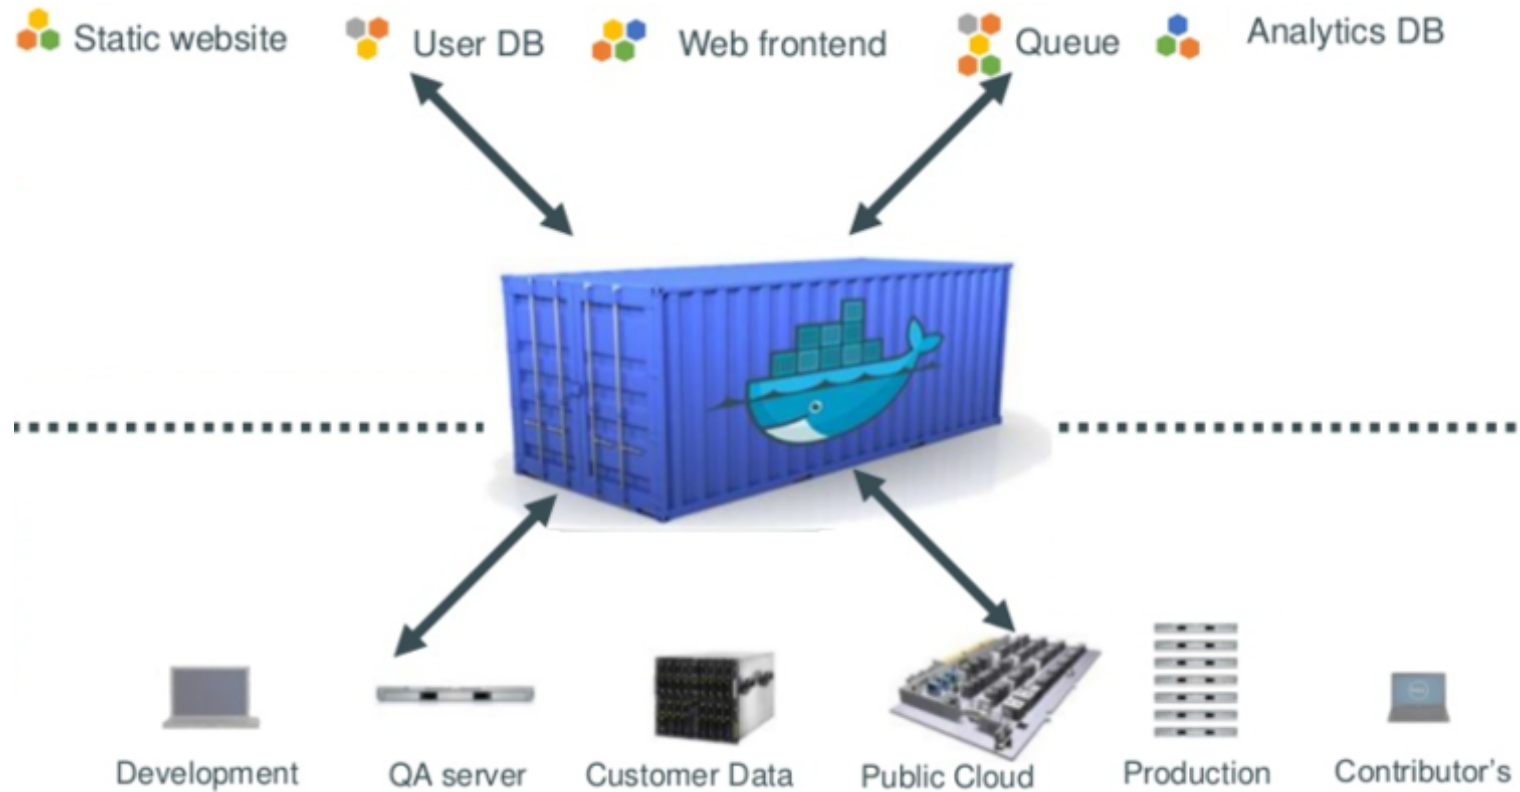 Static website
User DB
Web frontend
Queue
Analytics DB
Development
QA server
Customer Data
Public Cloud
Production
Contributor’s